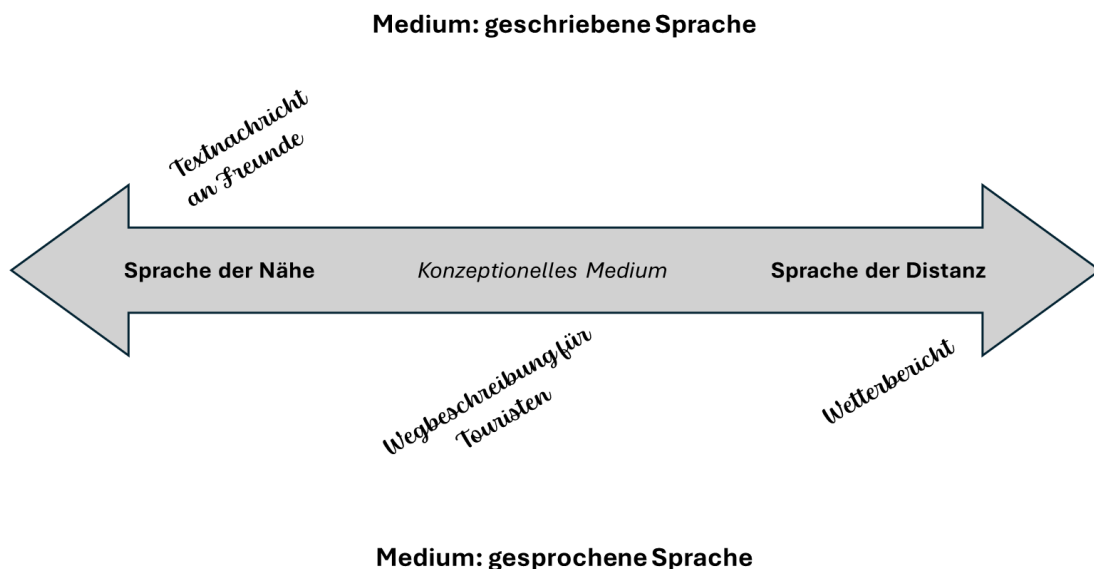 Medium: geschriebene Sprache
Textnachricht
an Freunde
Sprache der Nähe
Konzeptionelles Medium
Sprache der Distanz
Wegbeschreibung für
Touristen
Wetterbericht
Medium: gesprochene Sprache